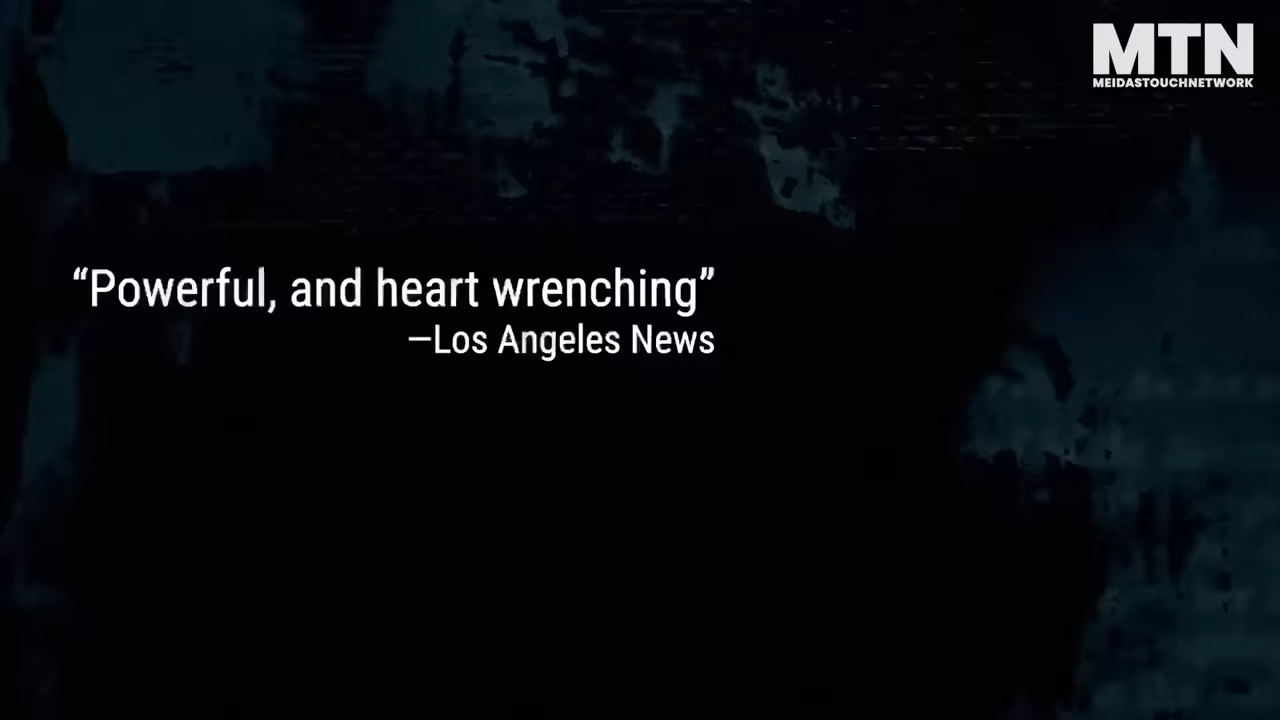 MTN
MEIDASTOUCHNETWORK
“Powerful, and heart wrenching”
—Los Angeles News